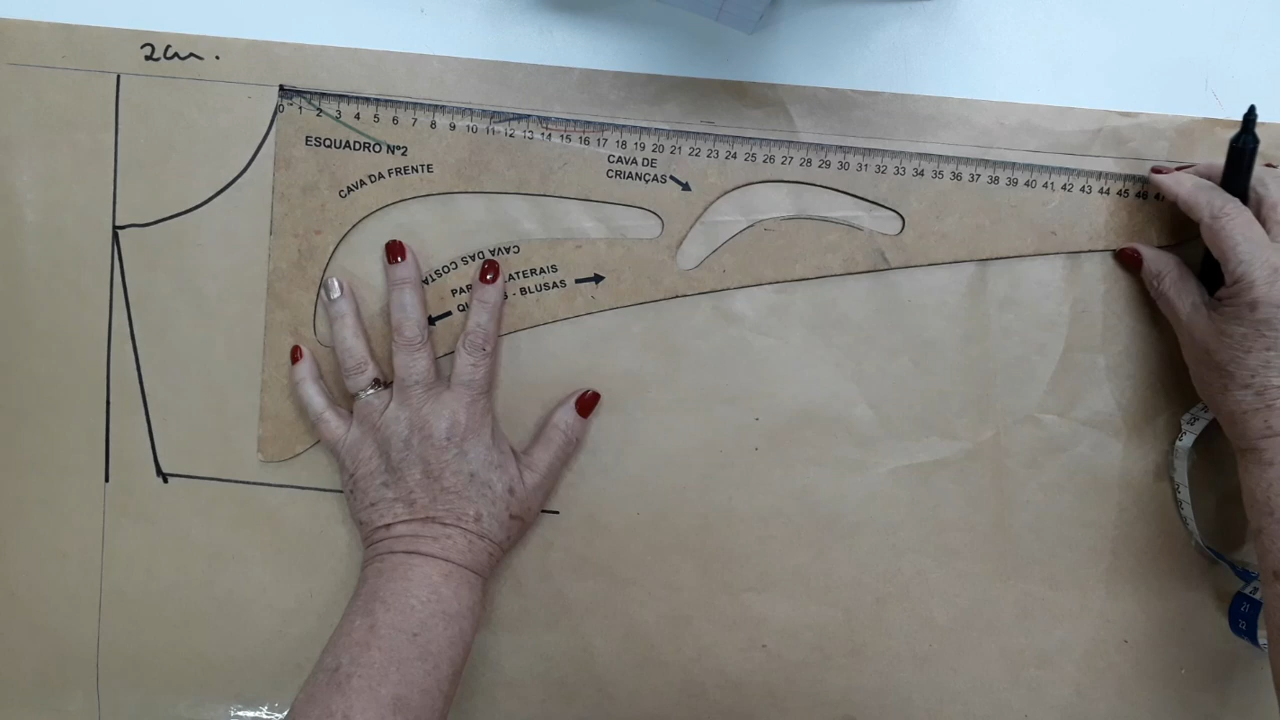 2cm.
0 1 2 3 4 5 6 7 8 9 10 11 12 13 14 15 16 17 18 19 20 21 22 23 24 25 26 27 28 29 30 31 32 33 34 35 36 37 38 39 40 41 42 43 44 45 46
ESQUADRO Nº2
CAVA DE
CRIANÇAS
CAVA DA FRENTE
CAVA DAS
- BLUSAS
21